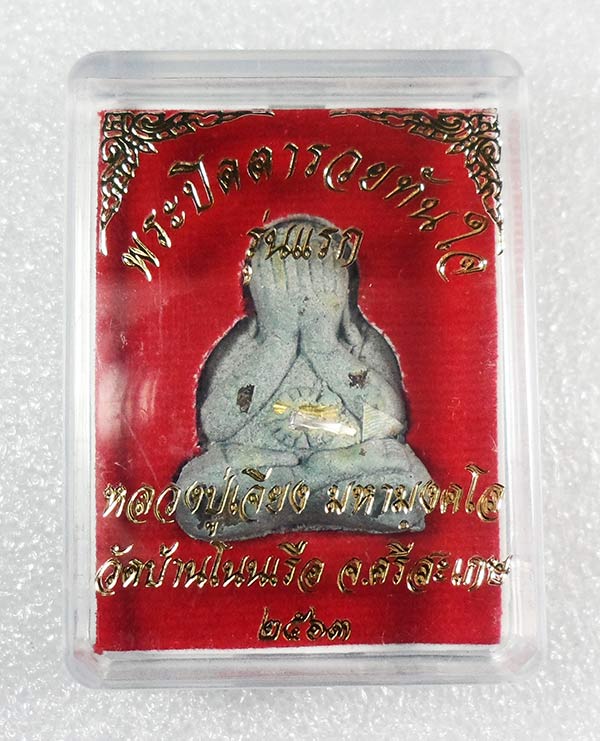 พระปิดตารวยทันใจ
รุ่นแรก
หลวงปู่เจียง มหามุงคโล
วัดบ้านโนนเรือ จ.ศรีสะเกษ
๒๕๖๓